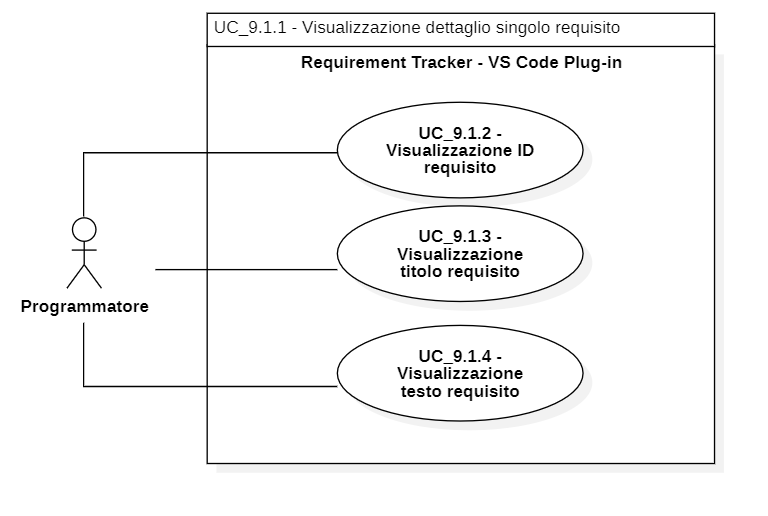 UC_9.1.1 - Visualizzazione dettaglio singolo requisito
Requirement Tracker - VS Code Plug-in
UC_9.1.2 -
Visualizzazione ID
requisito
UC_9.1.3 -
Visualizzazione
titolo requisito
Programmatore
UC_9.1.4 -
Visualizzazione
testo requisito